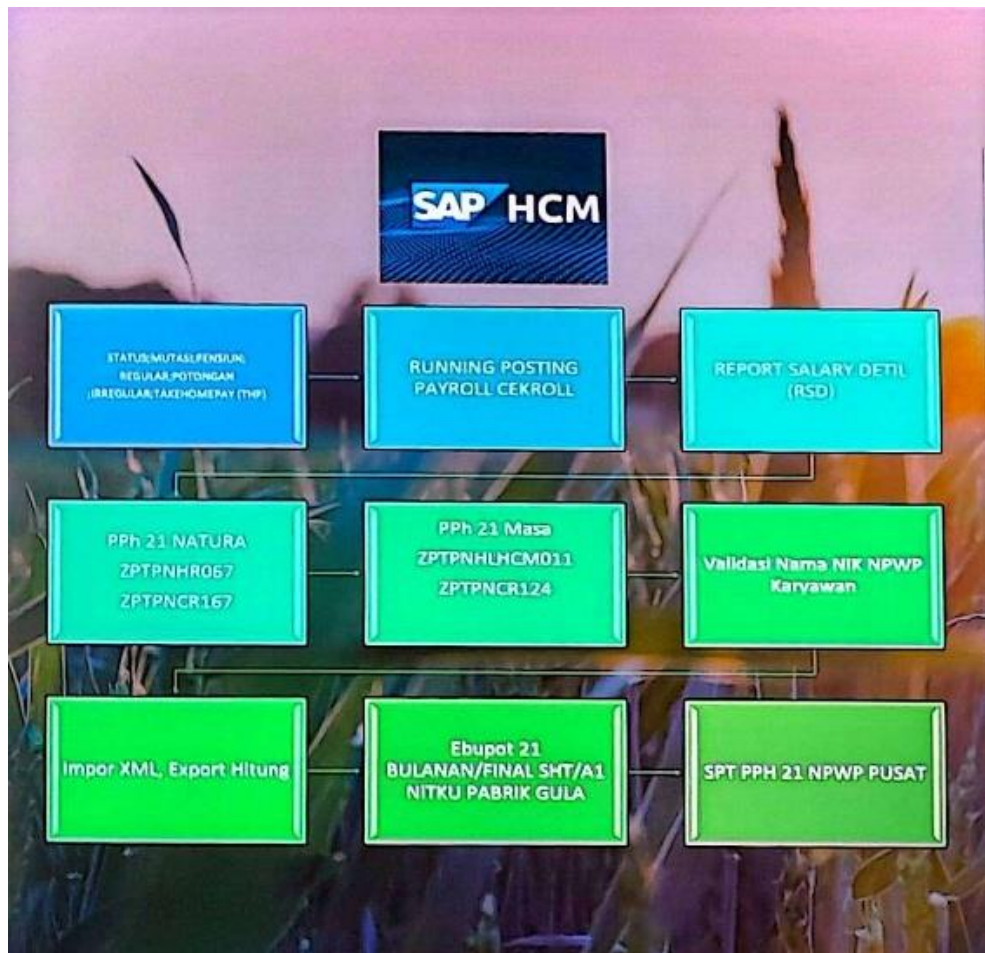 SAP HCM
STATUS;MUTASI;PENSIUN;
REGULAR;POTONGAN
;IRREGULAR;TAKEHOMEPAY (THP)
RUNNING POSTING
PAYROLL CEKROLL
REPORT SALARY DETIL
(RSD)
PPh 21 NATURA
ZPTPNHR067
ZPTPNCR167
PPh 21 Masa
ZPTPNHLHCM011
ZPTPNCR124
Validasi Nama NIK NPWP
Karyawan
Impor XML, Export Hitung
Ebupot 21
BULANAN/FINAL SHT/A1
NITKU PABRIK GULA
SPT PPH 21 NPWP PUSAT